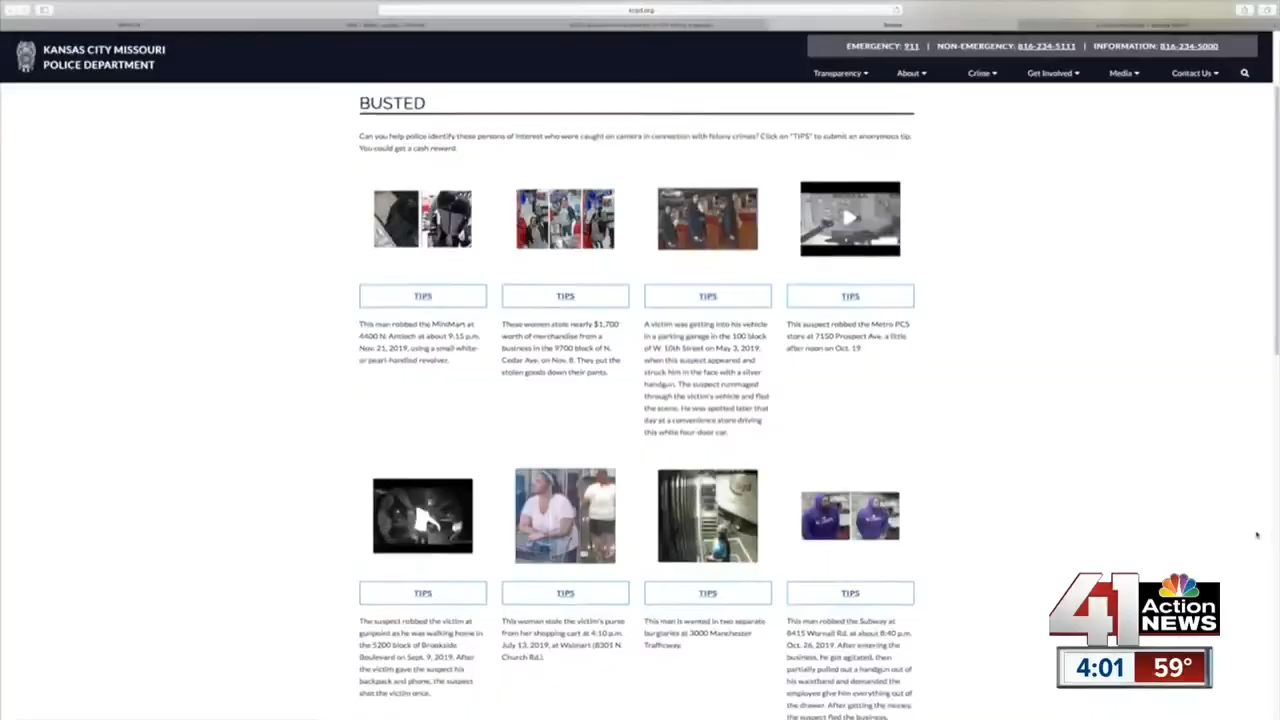 kcpd.org
KANSAS CITY MISSOURI
POLICE DEPARTMENT
EMERGENCY: 911 | NON-EMERGENCY: 816-234-5111 | INFORMATION: 816-234-5000
Transparency About Crime Get Involved Media Contact Us
BUSTED
Can you help police identify these persons of interest who were caught on camera in connection with felony crimes? Click on "TIPS" to submit an anonymous tip.
You could get a cash reward.
TIPS
This man robbed the MiniMart at
4400 N. Antioch at about 9:15 p.m.
Nov. 21, 2019, using a small white-
or pearl-handled revolver.
TIPS
These women stole nearly $1,700
worth of merchandise from a
business in the 9700 block of N.
Cedar Ave. on Nov. 8. They put the
stolen goods down their pants.
TIPS
A victim was getting into his vehicle
in a parking garage in the 100 block
of W. 10th Street on May 3, 2019,
when this suspect appeared and
struck him in the face with a silver
handgun. The suspect rummaged
through the victim's vehicle and fled
the scene. He was spotted later that
day at a convenience store driving
this white four-door car.
TIPS
This suspect robbed the Metro PCS
store at 7150 Prospect Ave. a little
after noon on Oct. 19
TIPS
The suspect robbed the victim at
gunpoint as he was walking home in
the 5200 block of Brookside
Boulevard on Sept. 9, 2019. After
the victim gave the suspect his
backpack and phone, the suspect
shot the victim once.
TIPS
This woman stole the victim's purse
from her shopping cart at 4:10 p.m.
July 13, 2019, at Walmart (8301 N.
Church Rd.).
TIPS
This man is wanted in two separate
burglaries at 3000 Manchester
Trafficway.
TIPS
This man robbed the Subway at
8415 Wornall Rd. at about 8:40 p.m.
Oct. 26, 2019. After entering the
business, he got agitated, then
partially pulled out a handgun out of
his waistband and demanded the
employee give him everything out of
the drawer. After getting the money,
the suspect fled the business.
41
Action
NEWS
4:01 59°